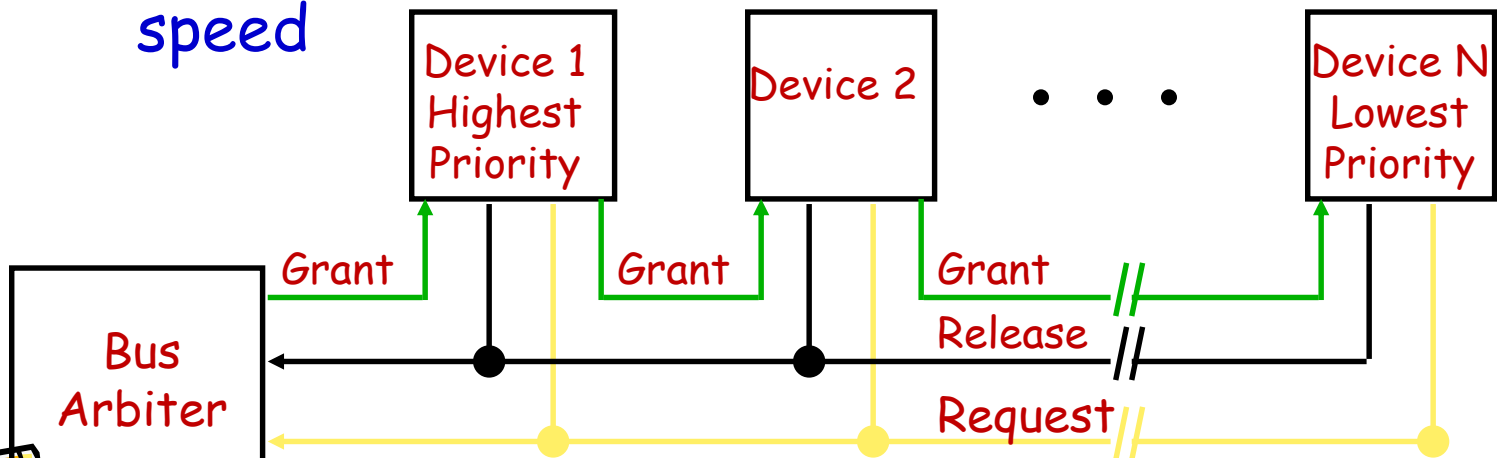 speed
Device 1
Highest
Priority
Device 2
Device N
Lowest
Priority
Grant
Grant
Grant
Release
Bus
Arbiter
Request